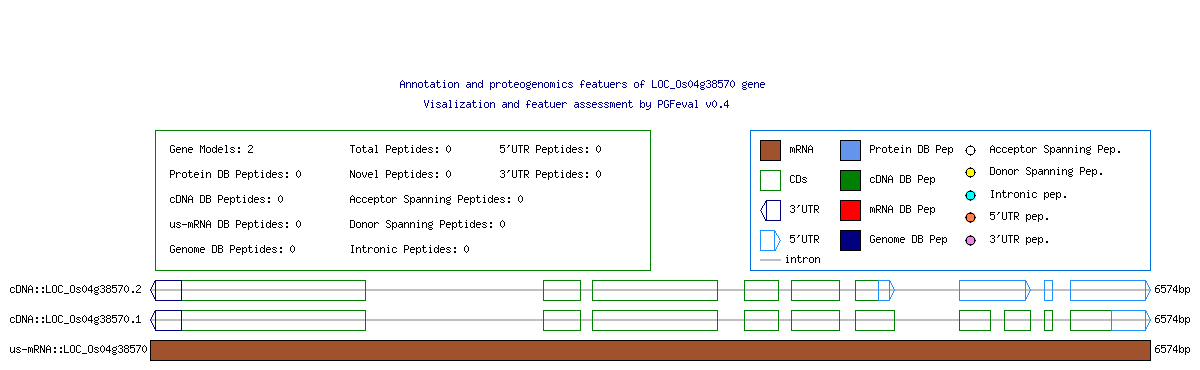 Annotation and proteogenomics featuers of LOC_Os04g38570 gene
Visalization and featuer assessment by PGFeval v0.4
Gene Models: 2 Total Peptides: 0 5'UTR Peptides: 0
Protein DB Peptides: 0 Novel Peptides: 0 3'UTR Peptides: 0
cDNA DB Peptides: 0 Acceptor Spanning Peptides: 0
us-mRNA DB Peptides: 0 Donor Spanning Peptides: 0
Genome DB Peptides: 0 Intronic Peptides: 0
mRNA Protein DB Pep Acceptor Spanning Pep.
CDs cDNA DB Pep Donor Spanning Pep.
3'UTR mRNA DB Pep Intronic pep.
5'UTR Genome DB Pep 5'UTR pep.
intron 3'UTR pep.
cDNA::LOC_Os04g38570.2 6574bp
cDNA::LOC_Os04g38570.1 6574bp
us-mRNA::LOC_Os04g38570 6574bp